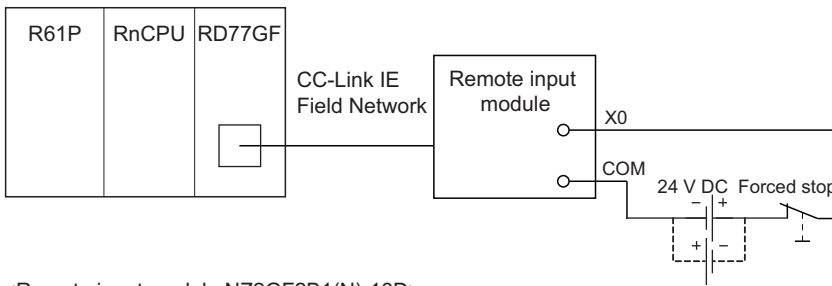 R61P RnCPU RD77GF
CC-Link IE
Field Network
Remote input
module
X0
COM
24 V DC Forced stop
− +
+ −